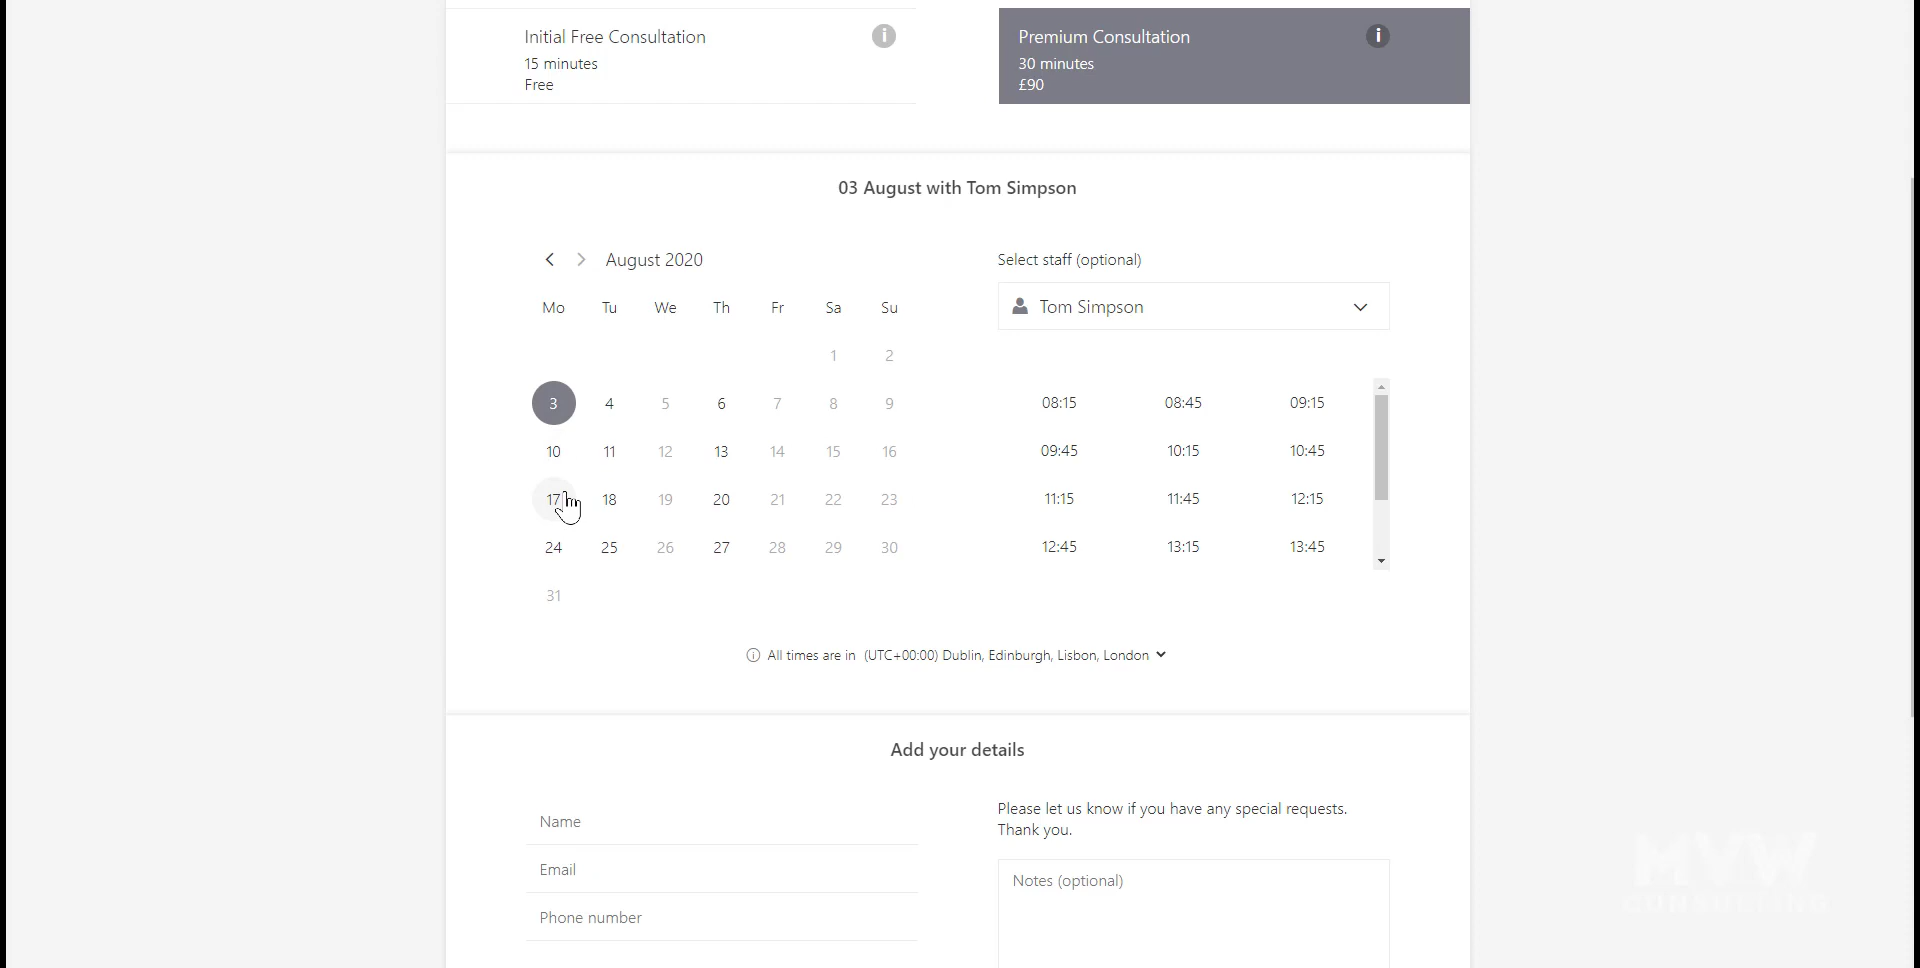 Initial Free Consultation
15 minutes
Free
Premium Consultation
30 minutes
£90
03 August with Tom Simpson
August 2020
Mo Tu We Th Fr Sa Su
1 2
3 4 5 6 7 8 9
10 11 12 13 14 15 16
17 18 19 20 21 22 23
24 25 26 27 28 29 30
31
Select staff (optional)
Tom Simpson
08:15 08:45 09:15
09:45 10:15 10:45
11:15 11:45 12:15
12:45 13:15 13:45
All times are in (UTC+00:00) Dublin, Edinburgh, Lisbon, London
Add your details
Name
Email
Phone number
Please let us know if you have any special requests.
Thank you.
Notes (optional)
MVW
CONSULTING